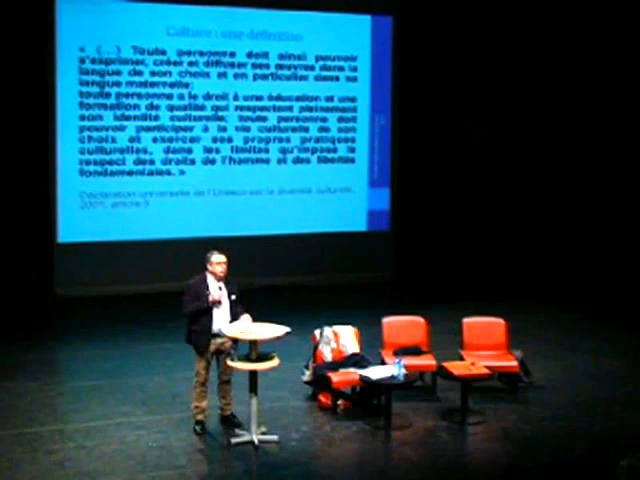 Culture : une définition
« (...) Toute personne doit ainsi pouvoir
s'exprimer, créer et diffuser ses œuvres dans la
langue de son choix et en particulier dans sa
langue maternelle;
toute personne a le droit à une éducation et une
formation de qualité qui respectent pleinement
son identité culturelle; toute personne doit
pouvoir participer à la vie culturelle de son
choix et exercer ses propres pratiques
culturelles, dans les limites qu'impose le
respect des droits de l'homme et des libertés
fondamentales. »
Déclaration universelle de l'Unesco sur la diversité culturelle,
2001, article 5